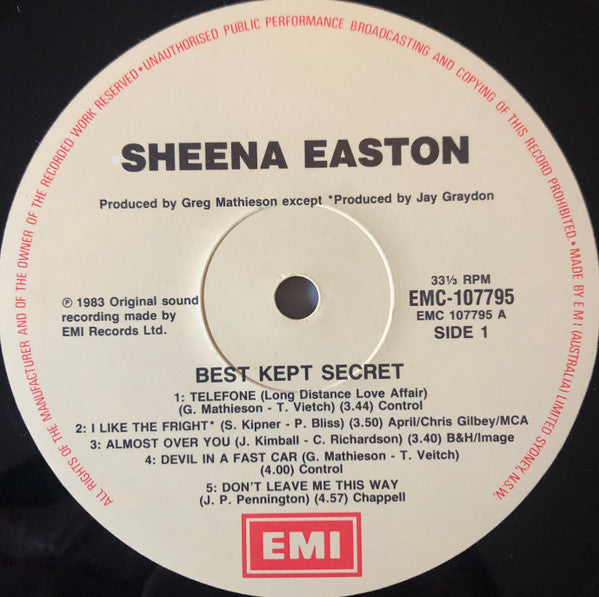 ALL RIGHTS OF THE MANUFACTURER AND OF THE OWNER OF THE RECORDED WORK RESERVED•UNAUTHORISED PUBLIC PERFORMANCE BROADCASTING AND COPYING OF THIS RECORD PROHIBITED.•MADE BY E M I (AUSTRALIA) LIMITED SYDNEY, N.S.W.
SHEENA EASTON
Produced by Greg Mathieson except *Produced by Jay Graydon
℗ 1983 Original sound
recording made by
EMI Records Ltd.
33⅓ RPM
EMC-107795
EMC 107795 A
SIDE 1
BEST KEPT SECRET
1: TELEFONE (Long Distance Love Affair)
(G. Mathieson - T. Vietch) (3.44) Control
2: I LIKE THE FRIGHT* (S. Kipner - P. Bliss) (3.50) April/Chris Gilbey/MCA
3: ALMOST OVER YOU (J. Kimball - C. Richardson) (3.40) B&H/Image
4: DEVIL IN A FAST CAR (G. Mathieson - T. Veitch)
(4.00) Control
5: DON'T LEAVE ME THIS WAY
(J. P. Pennington) (4.57) Chappell
EMI